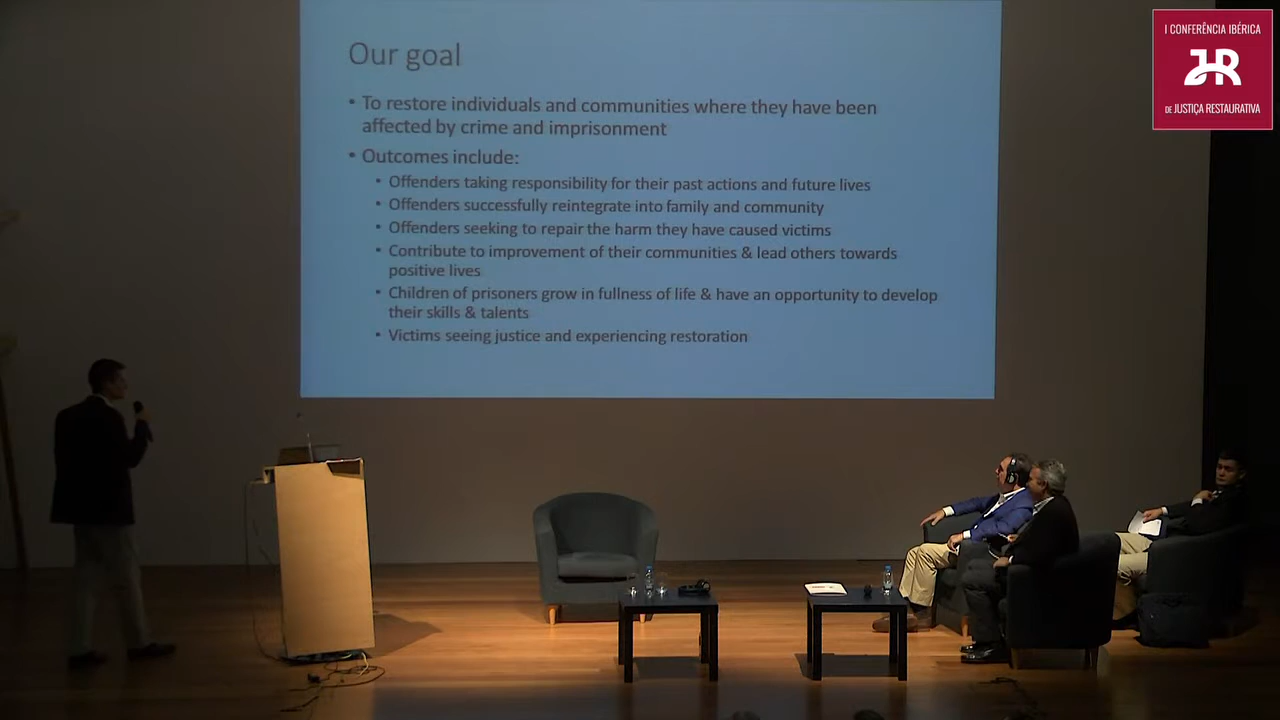 Our goal
• To restore individuals and communities where they have been
affected by crime and imprisonment
• Outcomes include:
• Offenders taking responsibility for their past actions and future lives
• Offenders successfully reintegrate into family and community
• Offenders seeking to repair the harm they have caused victims
• Contribute to improvement of their communities & lead others towards
positive lives
• Children of prisoners grow in fullness of life & have an opportunity to develop
their skills & talents
• Victims seeing justice and experiencing restoration
I CONFERÊNCIA IBÉRICA
JR
DE JUSTIÇA RESTAURATIVA